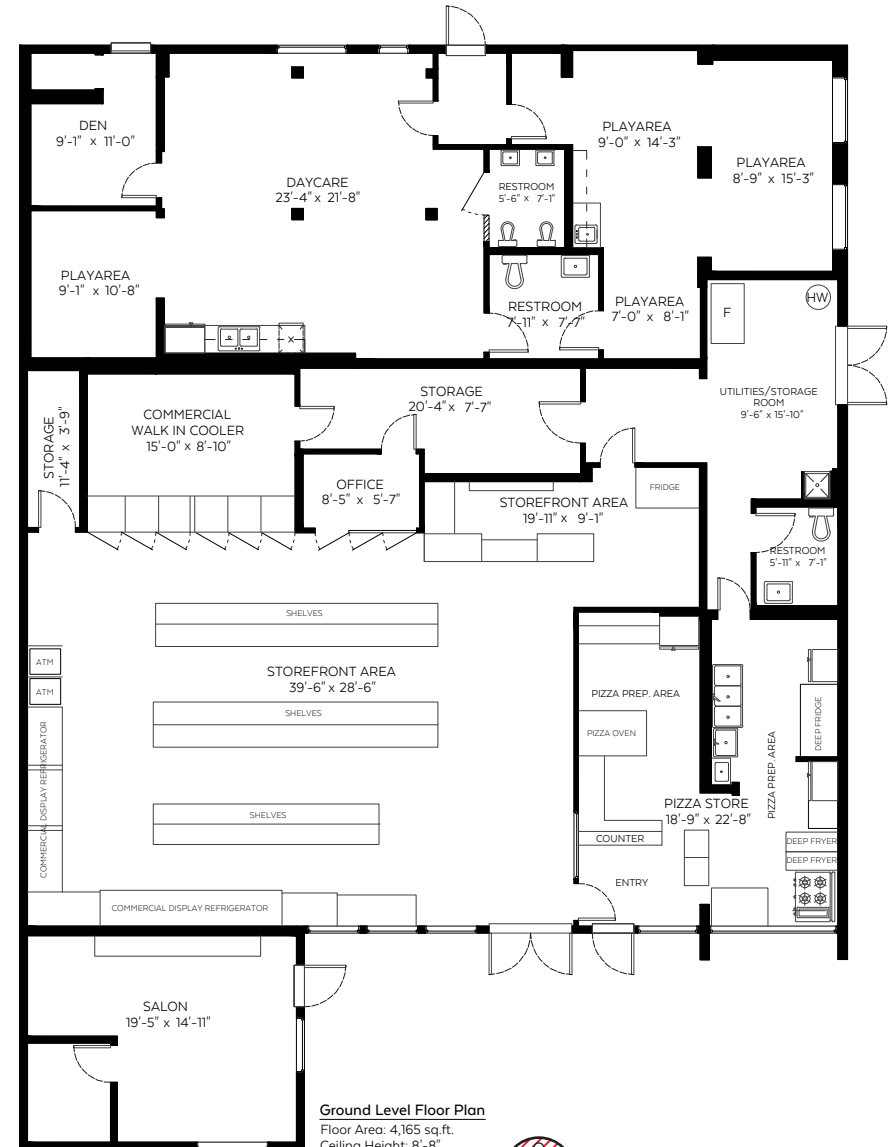 DEN
9'-1" x 11'-0"
DAYCARE
23'-4" x 21'-8"
PLAYAREA
9'-0" x 14'-3"
PLAYAREA
8'-9" x 15'-3"
RESTROOM
5'-6" x 7'-1"
PLAYAREA
9'-1" x 10'-8"
RESTROOM
7'-11" x 7'-7"
PLAYAREA
7'-0" x 8'-1"
F
HW
X
STORAGE
11'-4" x 3'-9"
COMMERCIAL
WALK IN COOLER
15'-0" x 8'-10"
STORAGE
20'-4" x 7'-7"
UTILITIES/STORAGE
ROOM
9'-6" x 15'-10"
OFFICE
8'-5" x 5'-7"
STOREFRONT AREA
19'-11" x 9'-1"
FRIDGE
RESTROOM
5'-11" x 7'-1"
SHELVES
ATM
ATM
STOREFRONT AREA
39'-6" x 28'-6"
SHELVES
SHELVES
COMMERCIAL DISPLAY REFRIGERATOR
COMMERCIAL DISPLAY REFRIGERATOR
PIZZA PREP. AREA
PIZZA OVEN
DEEP FRIDGE
PIZZA PREP. AREA
PIZZA STORE
18'-9" x 22'-8"
COUNTER
DEEP FRYER
DEEP FRYER
ENTRY
SALON
19'-5" x 14'-11"
Ground Level Floor Plan
Floor Area: 4,165 sq.ft.
Ceiling Height: 8'-8"